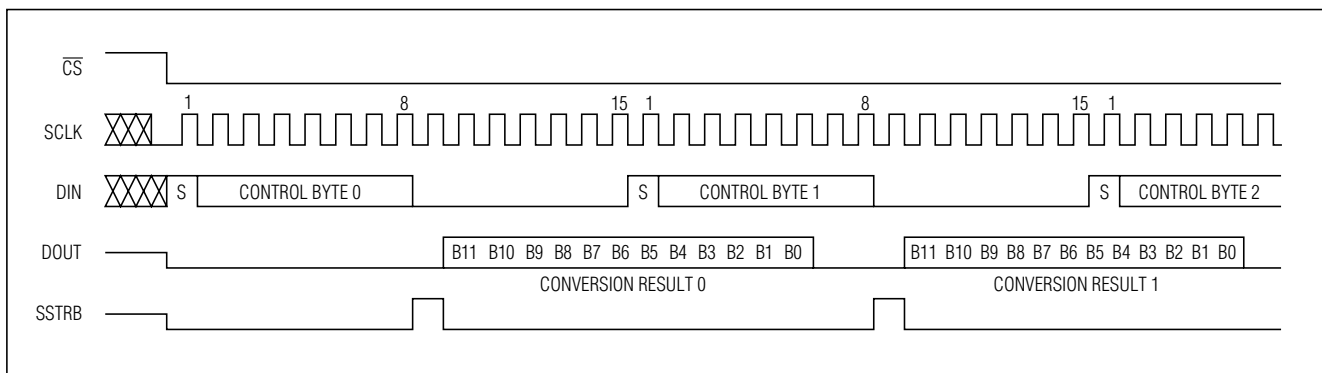 CS
1 8 15 1 8 15 1
SCLK
DIN S CONTROL BYTE 0 S CONTROL BYTE 1 S CONTROL BYTE 2
DOUT B11 B10 B9 B8 B7 B6 B5 B4 B3 B2 B1 B0 B11 B10 B9 B8 B7 B6 B5 B4 B3 B2 B1 B0
CONVERSION RESULT 0 CONVERSION RESULT 1
SSTRB